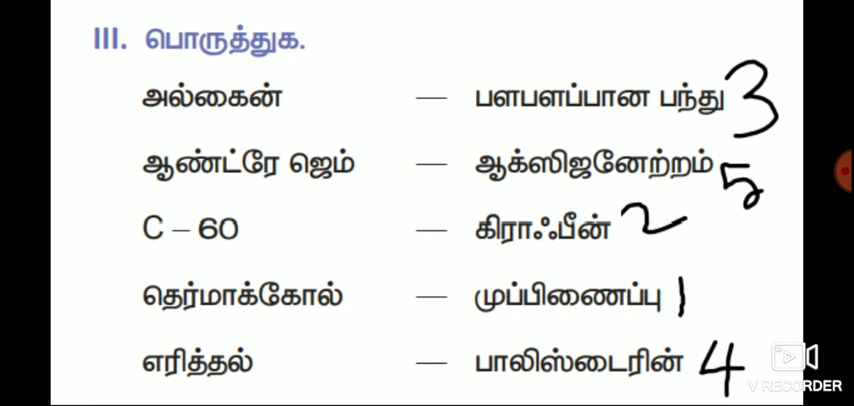 III. பொருத்துக.
அல்கைன் — பளபளப்பான பந்து 3
ஆண்ட்ரே ஜெம் — ஆக்ஸிஜனேற்றம் 5
C – 60 — கிராஃபீன் 2
தெர்மாக்கோல் — முப்பிணைப்பு 1
எரித்தல் — பாலிஸ்டைரின் 4
V RECORDER